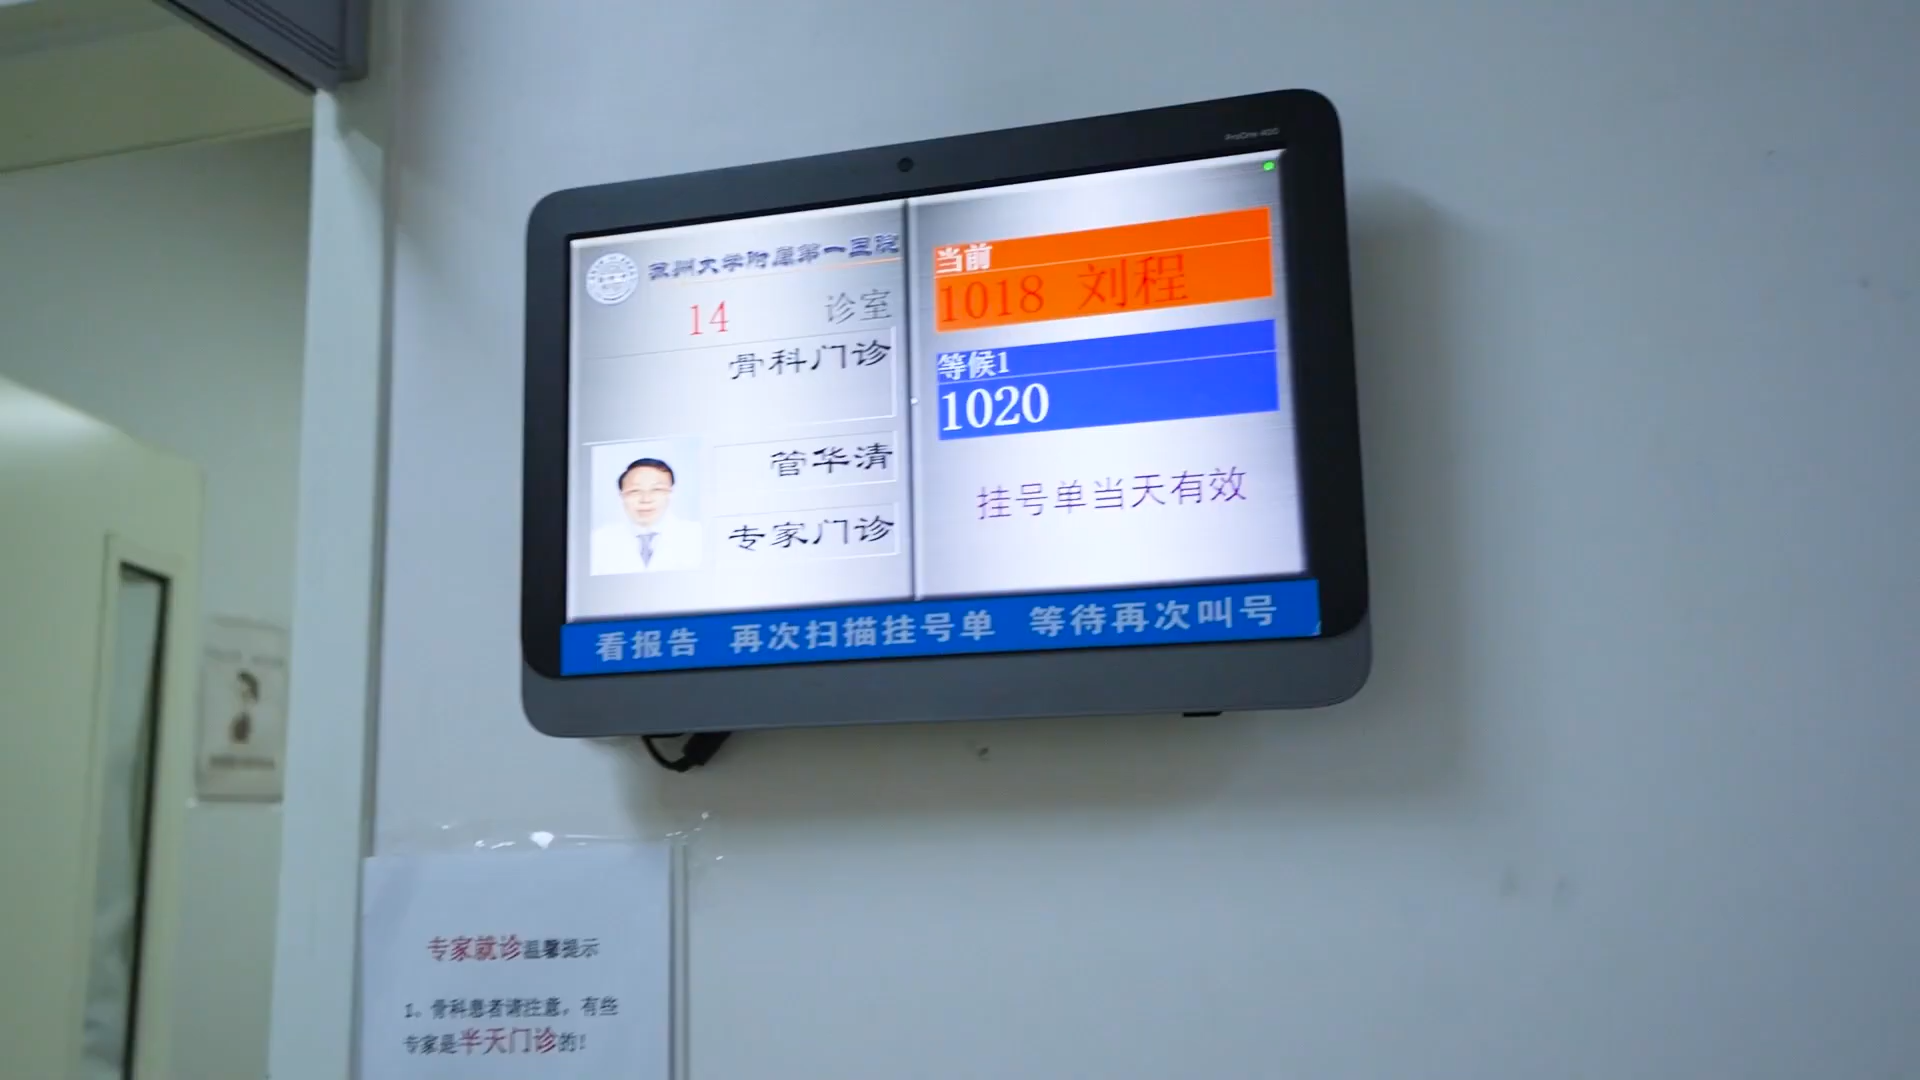 ProOne 400
苏州大学附属第一医院
14 诊室
骨科门诊
管华清
专家门诊
当前
1018 刘程
等候1
1020
挂号单当天有效
看报告 再次扫描挂号单 等待再次叫号
专家就诊温馨提示
1、骨科患者请注意，有些
专家是半天门诊的！